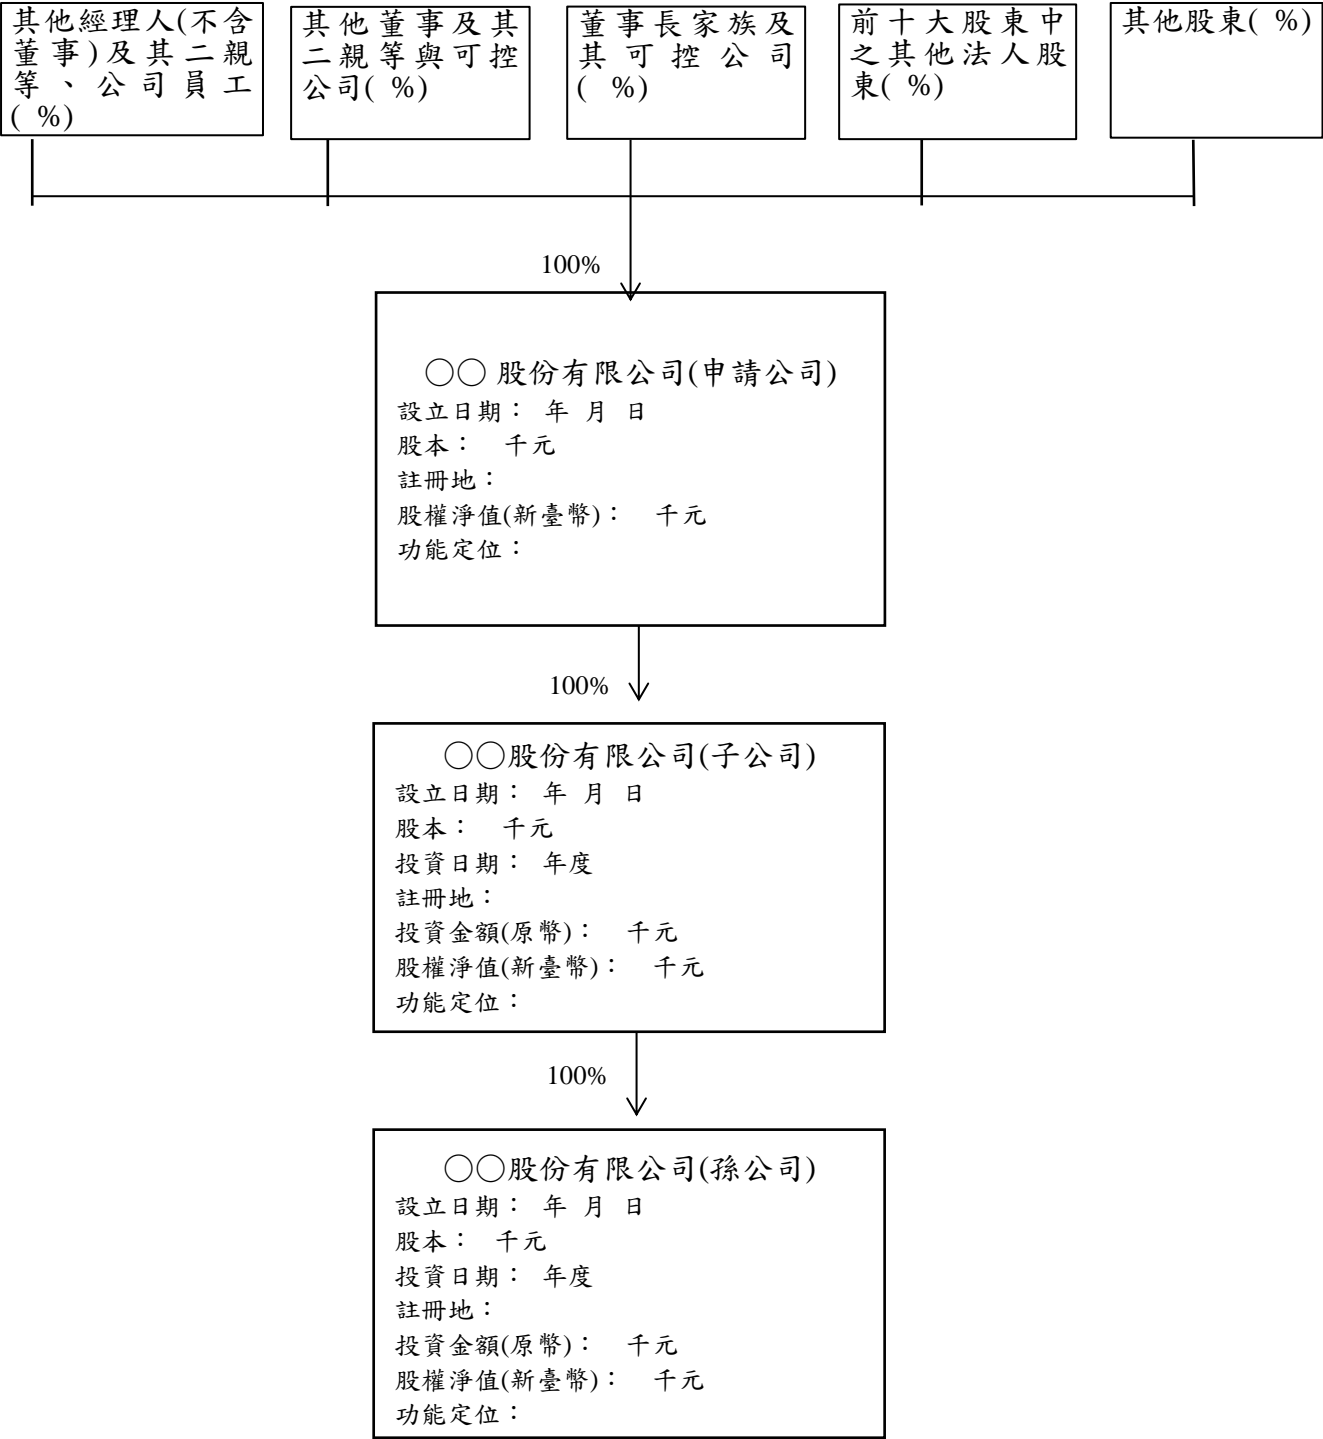 其他經理人(不含
董事)及其二親
等、公司員工
( %)
其他董事及其
二親等與可控
公司( %)
董事長家族及
其可控公司
( %)
前十大股東中
之其他法人股
東( %)
其他股東( %)
100%
○○ 股份有限公司(申請公司)
設立日期： 年 月 日
股本： 千元
註冊地：
股權淨值(新臺幣)： 千元
功能定位：
100%
○○股份有限公司(子公司)
設立日期： 年 月 日
股本： 千元
投資日期： 年度
註冊地：
投資金額(原幣)： 千元
股權淨值(新臺幣)： 千元
功能定位：
100%
○○股份有限公司(孫公司)
設立日期： 年 月 日
股本： 千元
投資日期： 年度
註冊地：
投資金額(原幣)： 千元
股權淨值(新臺幣)： 千元
功能定位：